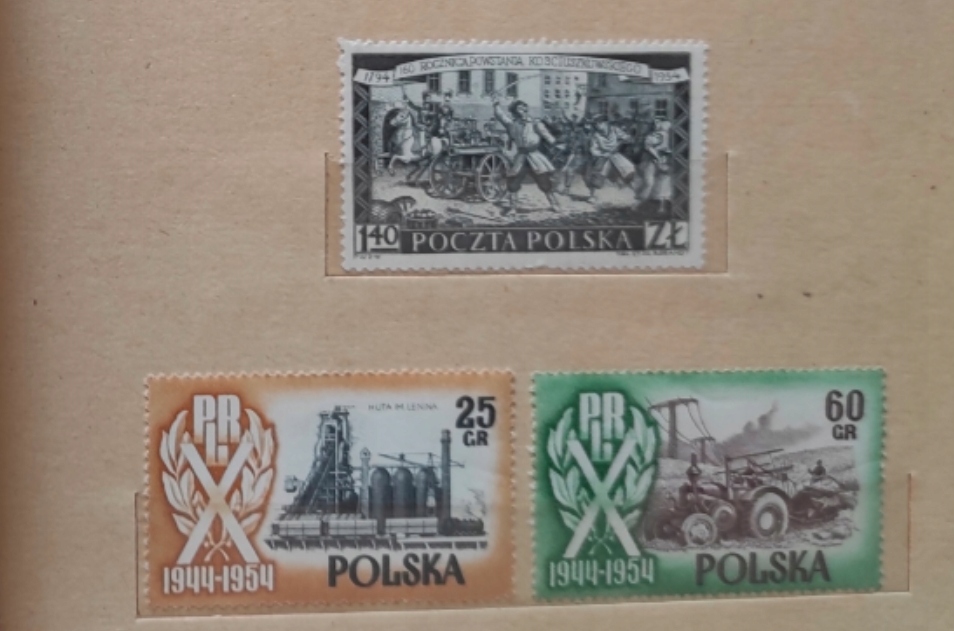 1794 160 ROCZNICA POWSTANIA KOŚCIUSZKOWSKIEGO 1954
1.40 POCZTA POLSKA ZŁ
PRL
X
1944-1954
HUTA IM. LENINA
25
GR
POLSKA
PRL
X
1944-1954
60
GR
POLSKA